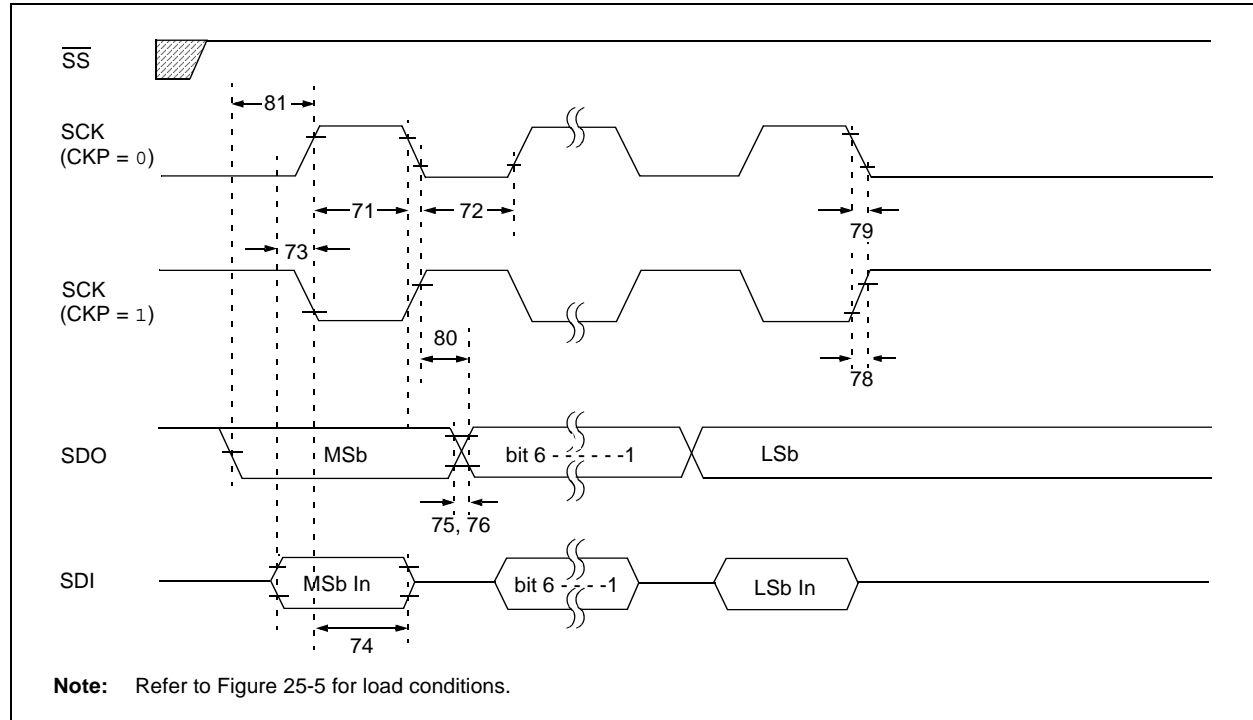 SS
81
SCK
(CKP = 0)
71
72
79
73
SCK
(CKP = 1)
80
78
SDO
MSb
bit 6 - - - - - -1
LSb
75, 76
SDI
MSb In
bit 6 - - - - -1
LSb In
74
Note: Refer to Figure 25-5 for load conditions.